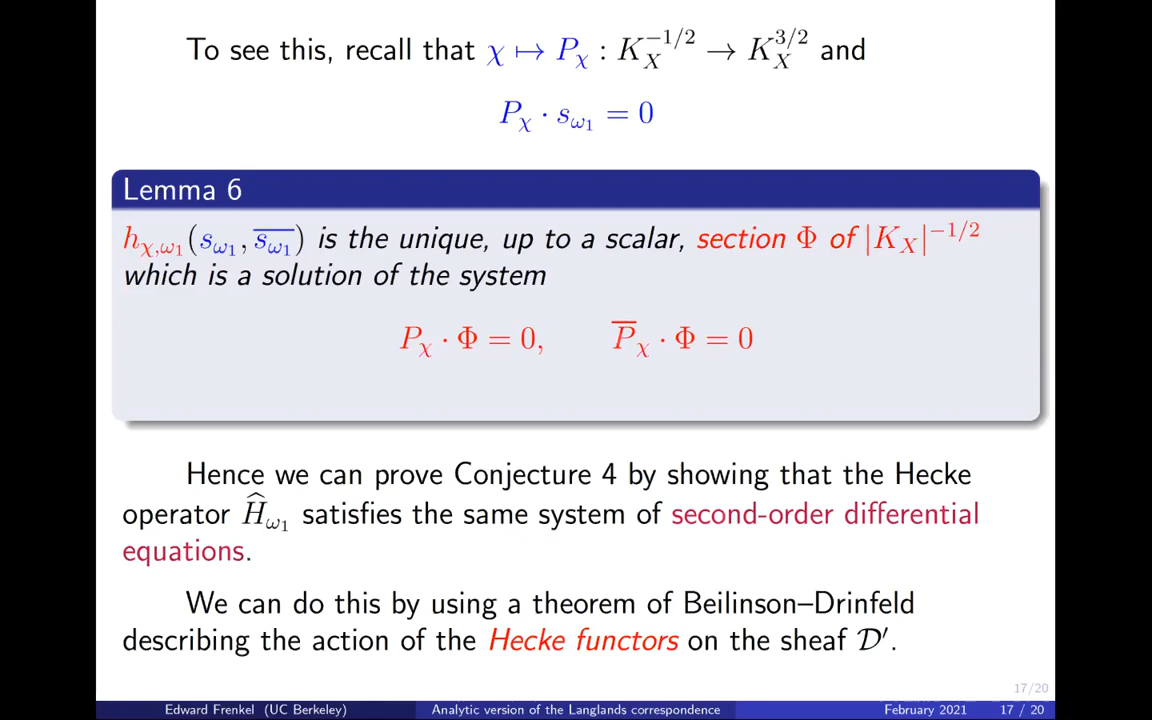 To see this, recall that χ ↦ P_χ : K_X^{-1/2} → K_X^{3/2} and
P_χ · s_{ω_1} = 0
Lemma 6
h_{χ,ω_1}(s_{ω_1}, \overline{s_{ω_1}}) is the unique, up to a scalar, section Φ of |K_X|^{-1/2}
which is a solution of the system
P_χ · Φ = 0, \overline{P}_χ · Φ = 0
Hence we can prove Conjecture 4 by showing that the Hecke
operator \widehat{H}_{ω_1} satisfies the same system of second-order differential
equations.
We can do this by using a theorem of Beilinson–Drinfeld
describing the action of the Hecke functors on the sheaf 𝒟′.
17/20
Edward Frenkel (UC Berkeley) Analytic version of the Langlands correspondence February 2021 17 / 20